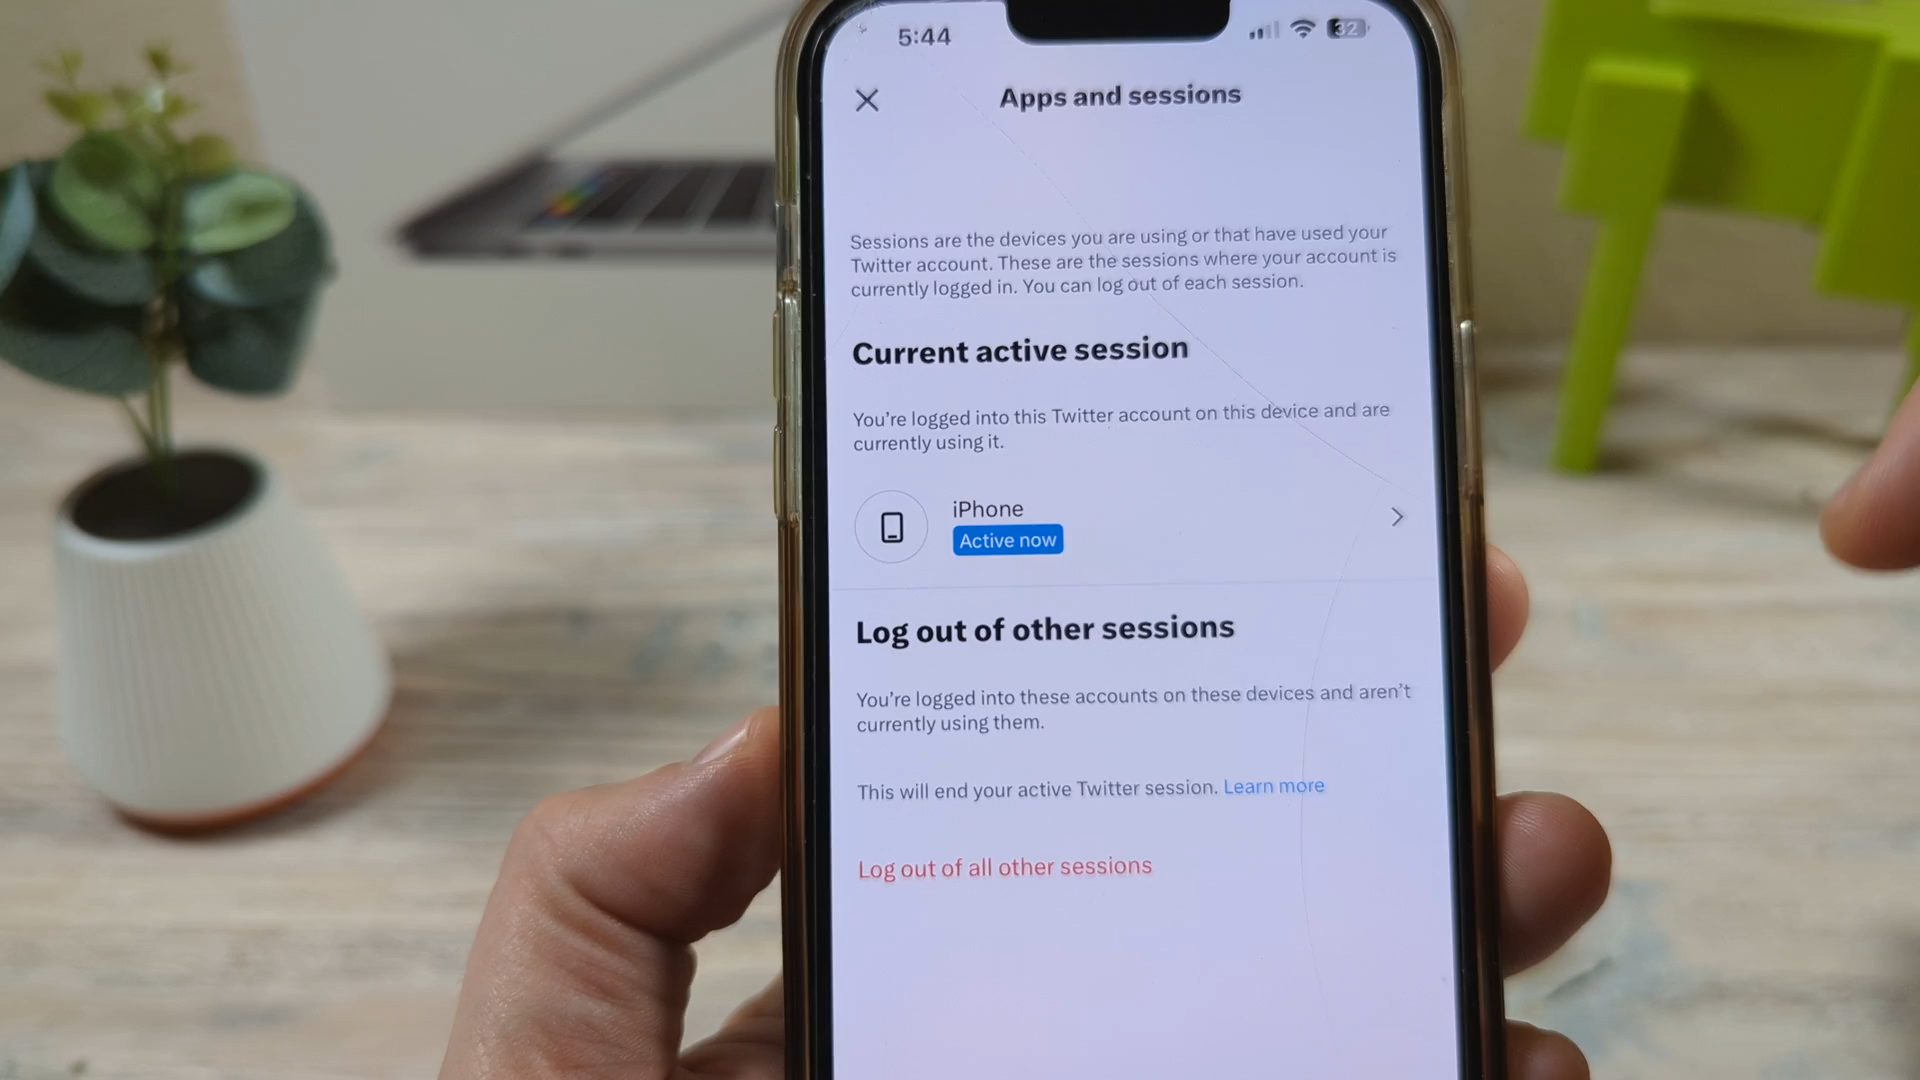 5:44
32
Apps and sessions
Sessions are the devices you are using or that have used your
Twitter account. These are the sessions where your account is
currently logged in. You can log out of each session.
Current active session
You're logged into this Twitter account on this device and are
currently using it.
iPhone
Active now
Log out of other sessions
You're logged into these accounts on these devices and aren't
currently using them.
This will end your active Twitter session. Learn more
Log out of all other sessions